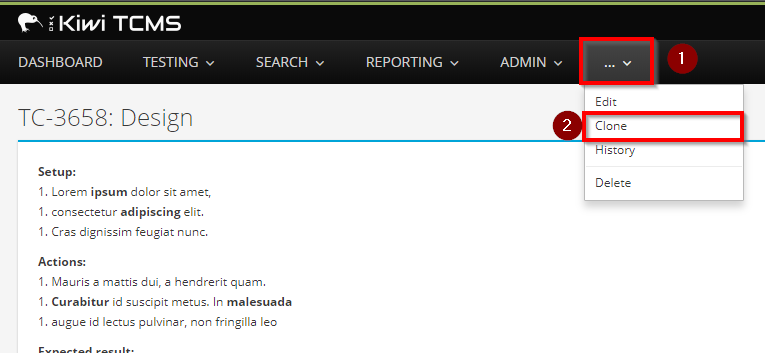 Kiwi TCMS
DASHBOARD TESTING SEARCH REPORTING ADMIN ... 1
Edit
TC-3658: Design
2 Clone
History
Delete
Setup:
1. Lorem ipsum dolor sit amet,
1. consectetur adipiscing elit.
1. Cras dignissim feugiat nunc.
Actions:
1. Mauris a mattis dui, a hendrerit quam.
1. Curabitur id suscipit metus. In malesuada
1. augue id lectus pulvinar, non fringilla leo
Expected result: